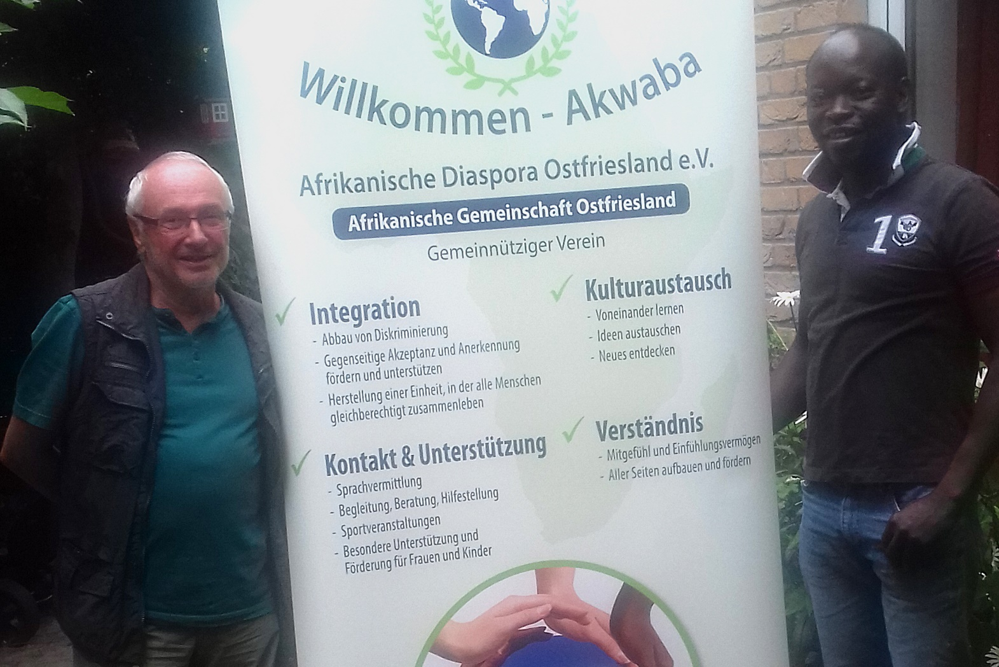 Willkommen - Akwaba
Afrikanische Diaspora Ostfriesland e.V.
Afrikanische Gemeinschaft Ostfriesland
Gemeinnütziger Verein
✓ Integration
- Abbau von Diskriminierung
- Gegenseitige Akzeptanz und Anerkennung
fördern und unterstützen
- Herstellung einer Einheit, in der alle Menschen
gleichberechtigt zusammenleben
✓ Kontakt & Unterstützung
- Sprachvermittlung
- Begleitung, Beratung, Hilfestellung
- Sportveranstaltungen
- Besondere Unterstützung und
Förderung für Frauen und Kinder
✓ Kulturaustausch
- Voneinander lernen
- Ideen austauschen
- Neues entdecken
✓ Verständnis
- Mitgefühl und Einfühlungsvermögen
- Aller Seiten aufbauen und fördern
1